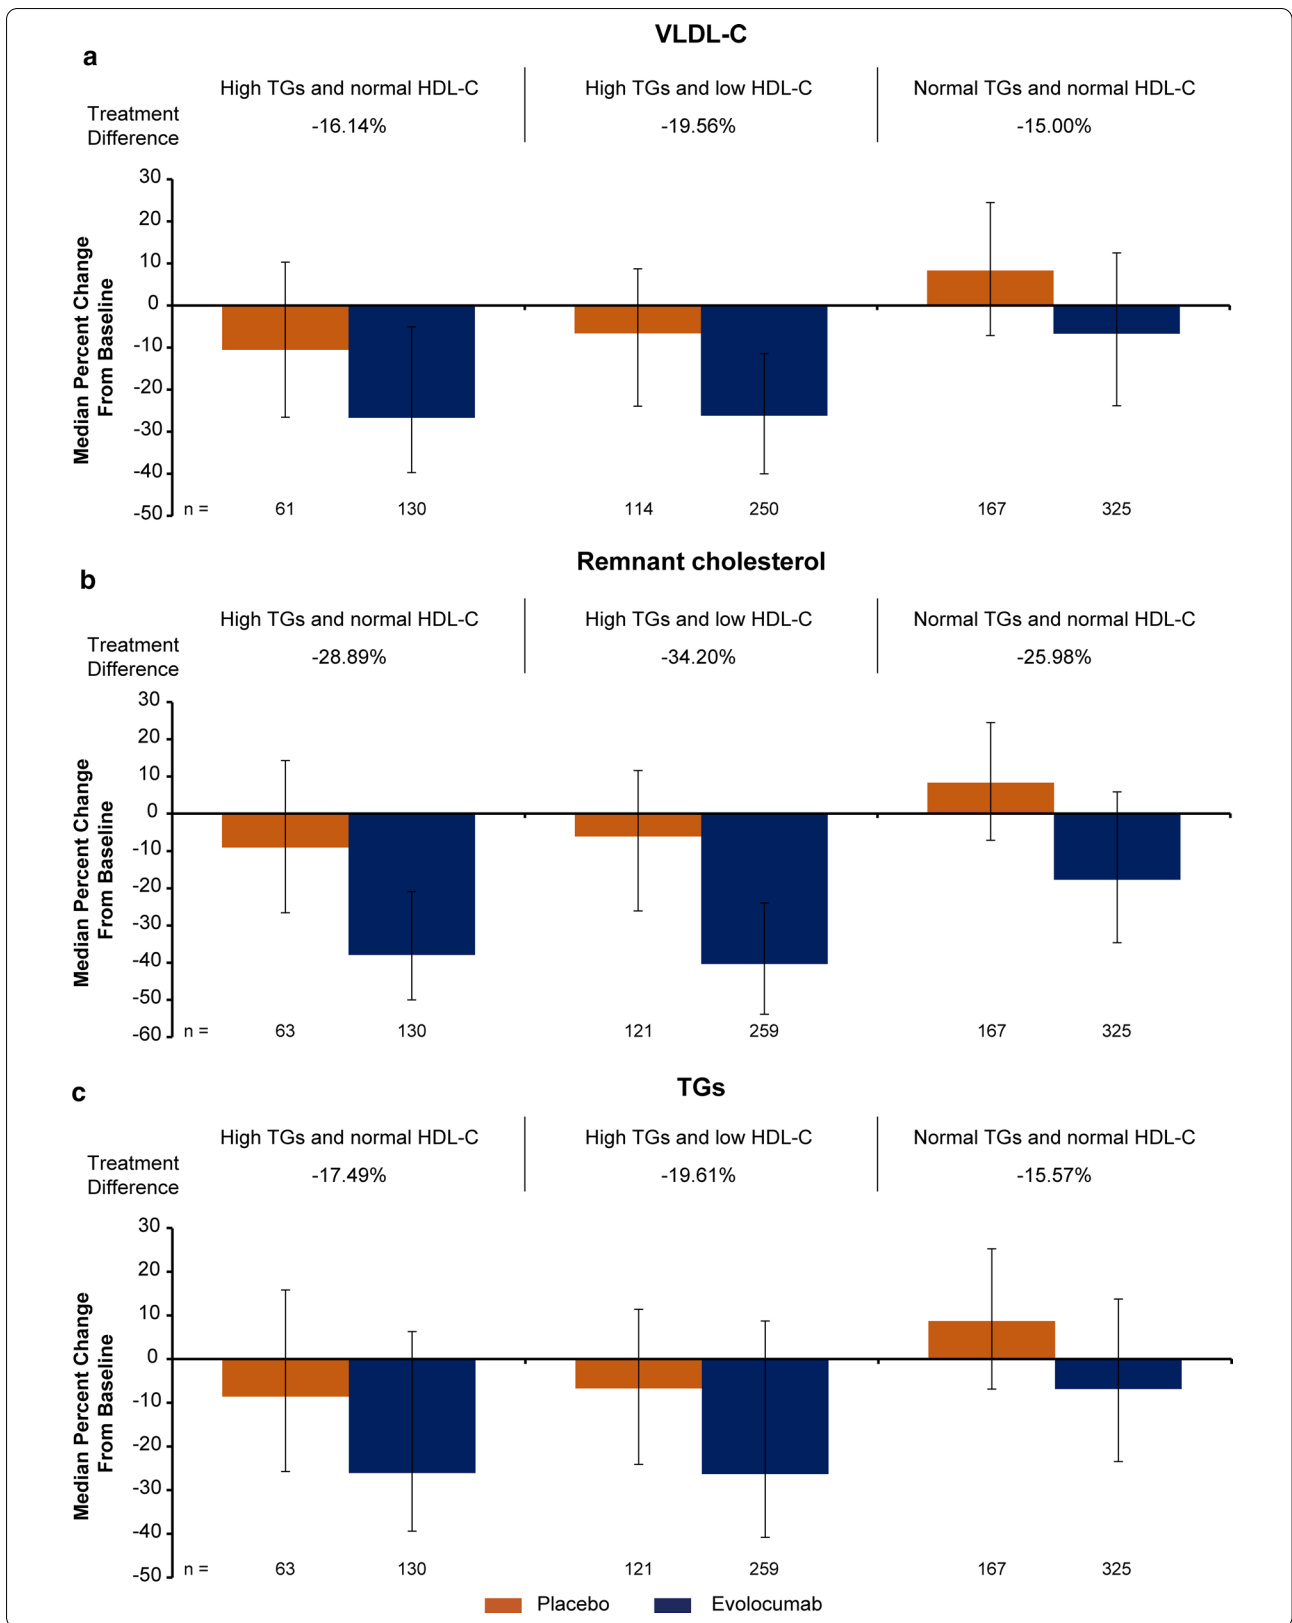 VLDL-C
a
High TGs and normal HDL-C High TGs and low HDL-C Normal TGs and normal HDL-C
Treatment
Difference
-16.14% -19.56% -15.00%
Median Percent Change
From Baseline
30
20
10
0
-10
-20
-30
-40
-50
n = 61 130 114 250 167 325
Remnant cholesterol
b
High TGs and normal HDL-C High TGs and low HDL-C Normal TGs and normal HDL-C
Treatment
Difference
-28.89% -34.20% -25.98%
Median Percent Change
From Baseline
30
20
10
0
-10
-20
-30
-40
-50
-60
n = 63 130 121 259 167 325
TGs
c
High TGs and normal HDL-C High TGs and low HDL-C Normal TGs and normal HDL-C
Treatment
Difference
-17.49% -19.61% -15.57%
Median Percent Change
From Baseline
30
20
10
0
-10
-20
-30
-40
-50
n = 63 130 121 259 167 325
Placebo Evolocumab